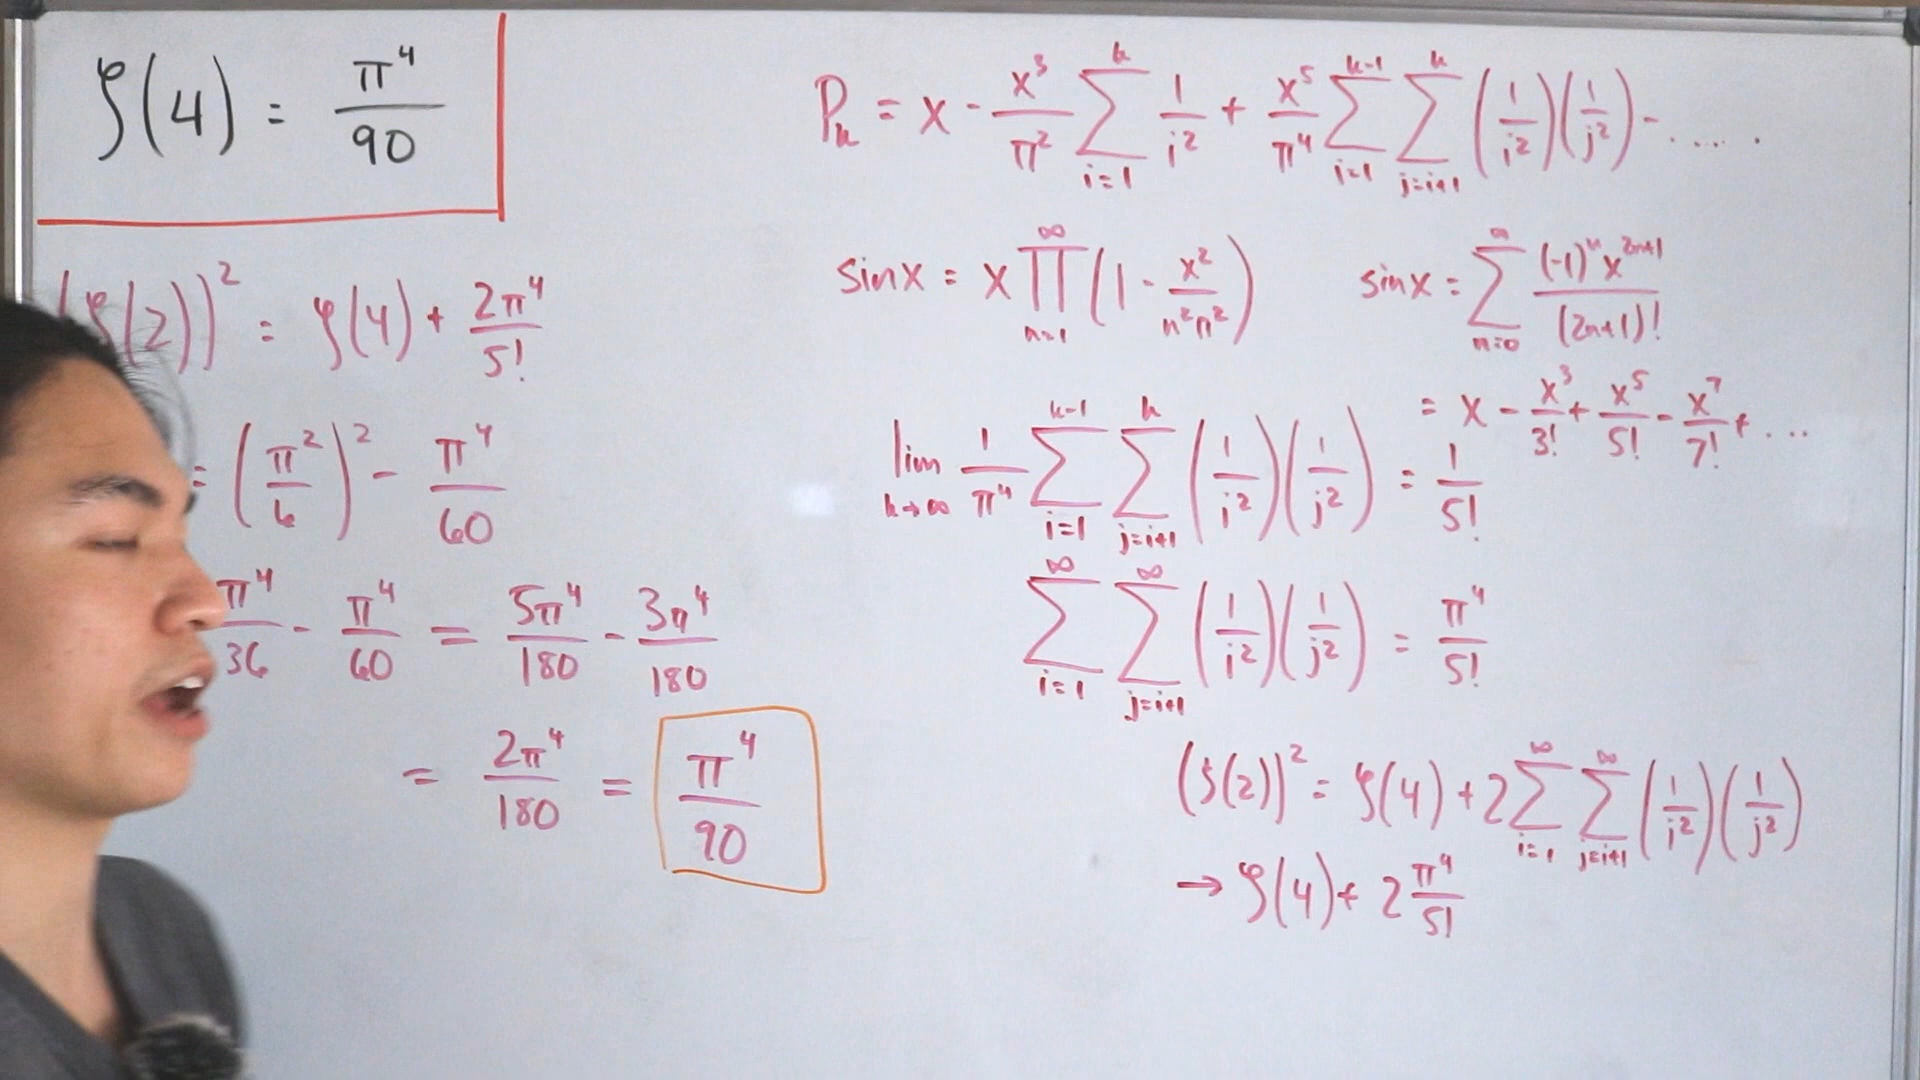 ζ(4) = π⁴/90
(ζ(2))² = ζ(4) + 2π⁴/5!
= (π²/6)² - π⁴/60
π⁴/36 - π⁴/60 = 5π⁴/180 - 3π⁴/180
= 2π⁴/180 = π⁴/90
Pₖ = x - x³/π² ∑_{i=1}^{k} 1/i² + x⁵/π⁴ ∑_{i=1}^{k-1} ∑_{j=i+1}^{k} (1/i²)(1/j²) - .....
sinx = x ∏_{n=1}^{∞} (1 - x²/n²π²)
sinx = ∑_{n=0}^{∞} (-1)ⁿx²ⁿ⁺¹/(2n+1)!
= x - x³/3! + x⁵/5! - x⁷/7! + ...
lim_{k→∞} 1/π⁴ ∑_{i=1}^{k-1} ∑_{j=i+1}^{k} (1/i²)(1/j²) = 1/5!
∑_{i=1}^{∞} ∑_{j=i+1}^{∞} (1/i²)(1/j²) = π⁴/5!
(ζ(2))² = ζ(4) + 2∑_{i=1}^{∞} ∑_{j=i+1}^{∞} (1/i²)(1/j²)
→ ζ(4) + 2 π⁴/5!